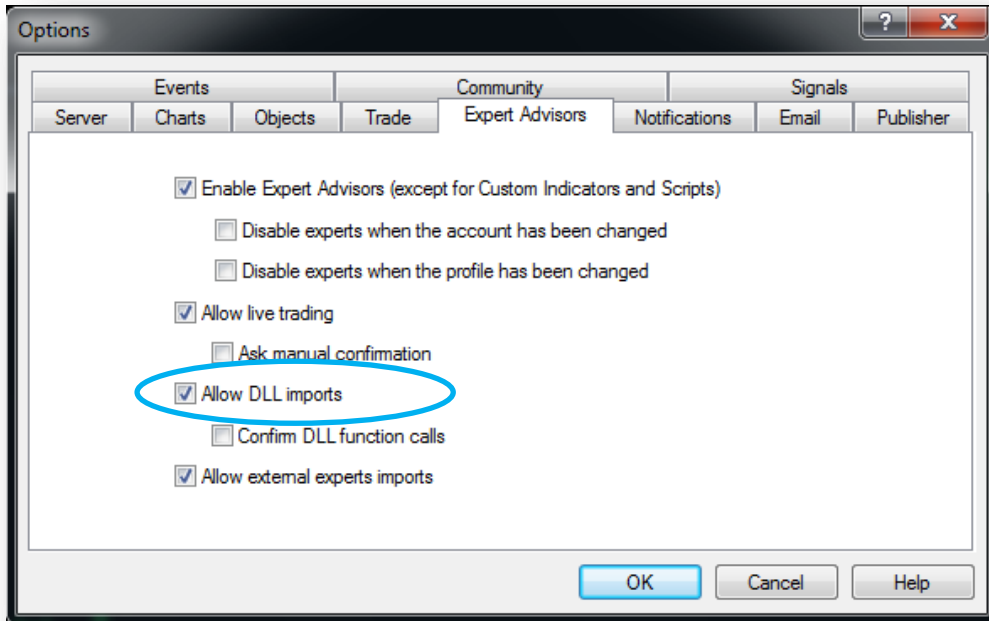 Options
Events Community Signals
Server Charts Objects Trade Expert Advisors Notifications Email Publisher
Enable Expert Advisors (except for Custom Indicators and Scripts)
Disable experts when the account has been changed
Disable experts when the profile has been changed
Allow live trading
Ask manual confirmation
Allow DLL imports
Confirm DLL function calls
Allow external experts imports
OK Cancel Help